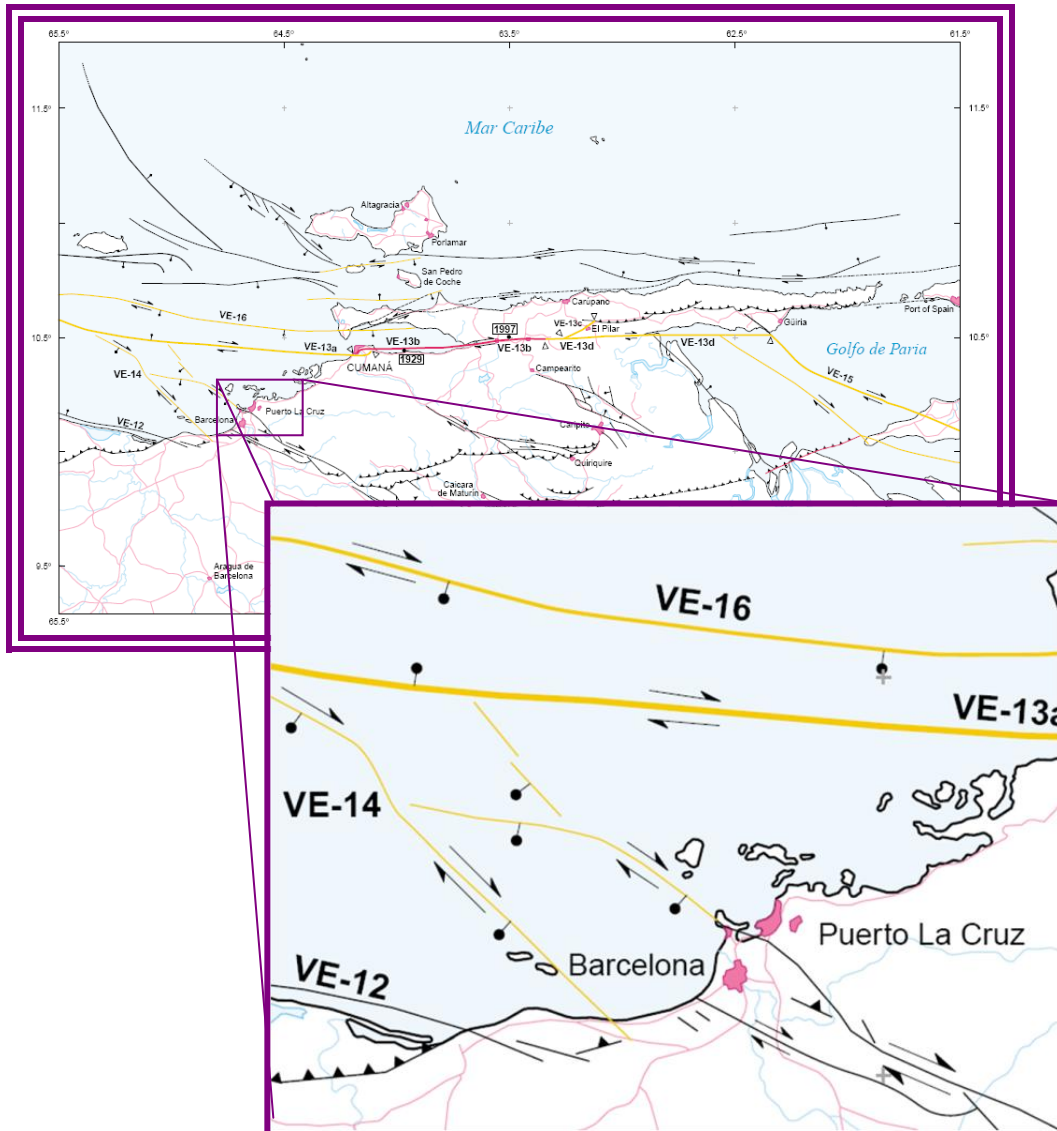 65.5°
64.5°
63.5°
62.5°
61.5°
11.5°
11.5°
Mar Caribe
Altagracia
Porlamar
San Pedro
de Coche
VE-16
Carúpano
Port of Spain
1997
VE-13c
El Pilar
Güiria
10.5°
10.5°
VE-13a
VE-13b
VE-13b
VE-13d
VE-13d
CUMANÁ
1929
Golfo de Paria
VE-14
Campearito
VE-15
Puerto La Cruz
Barcelona
VE-12
Caripito
Quiriquire
Caicara
de Maturín
9.5°
Aragua de
Barcelona
65.5°
VE-16
VE-13a
VE-14
Puerto La Cruz
Barcelona
VE-12